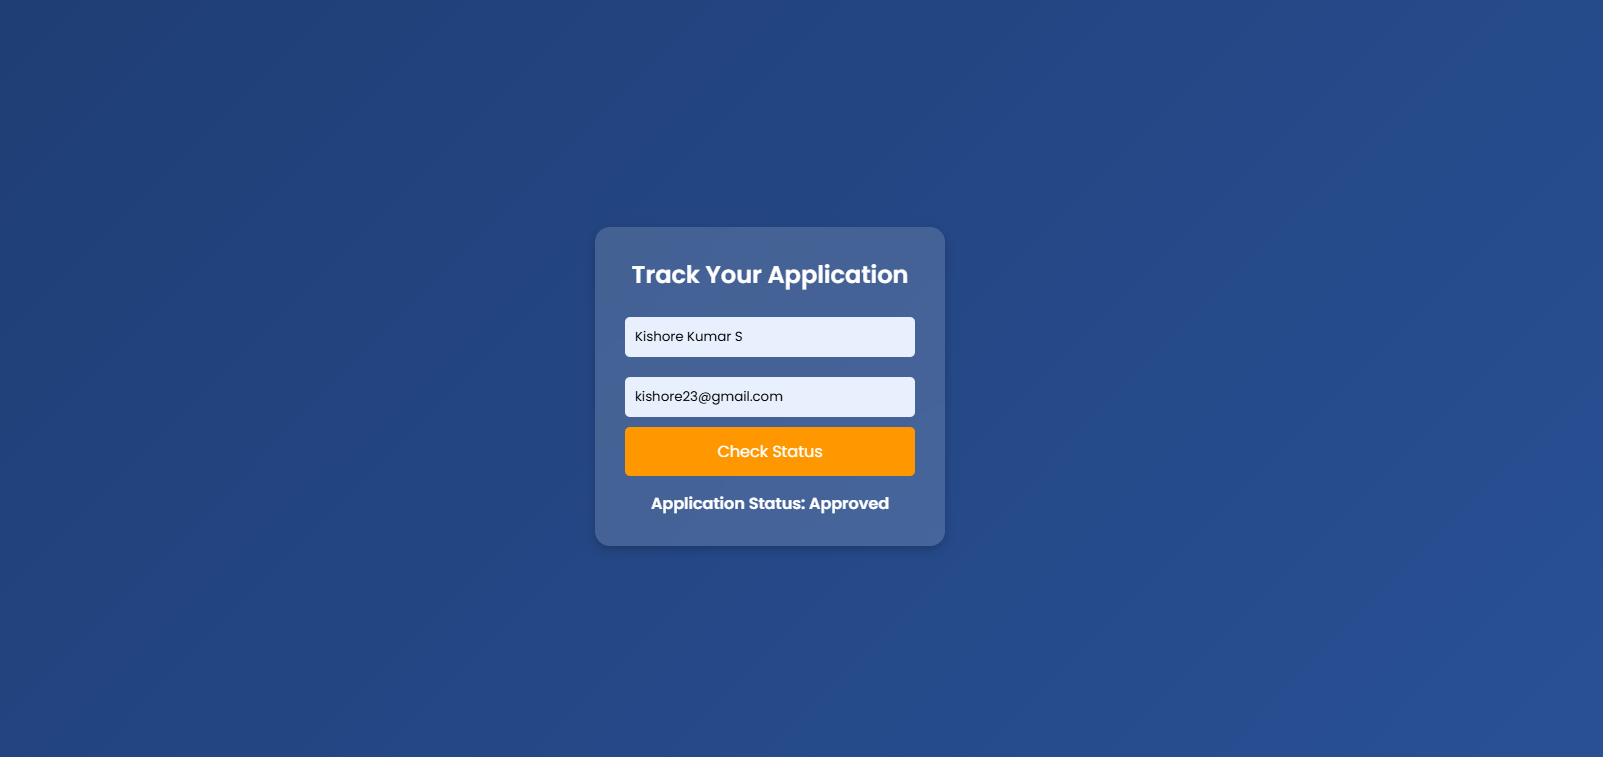 Track Your Application
Kishore Kumar S
kishore23@gmail.com
Check Status
Application Status: Approved